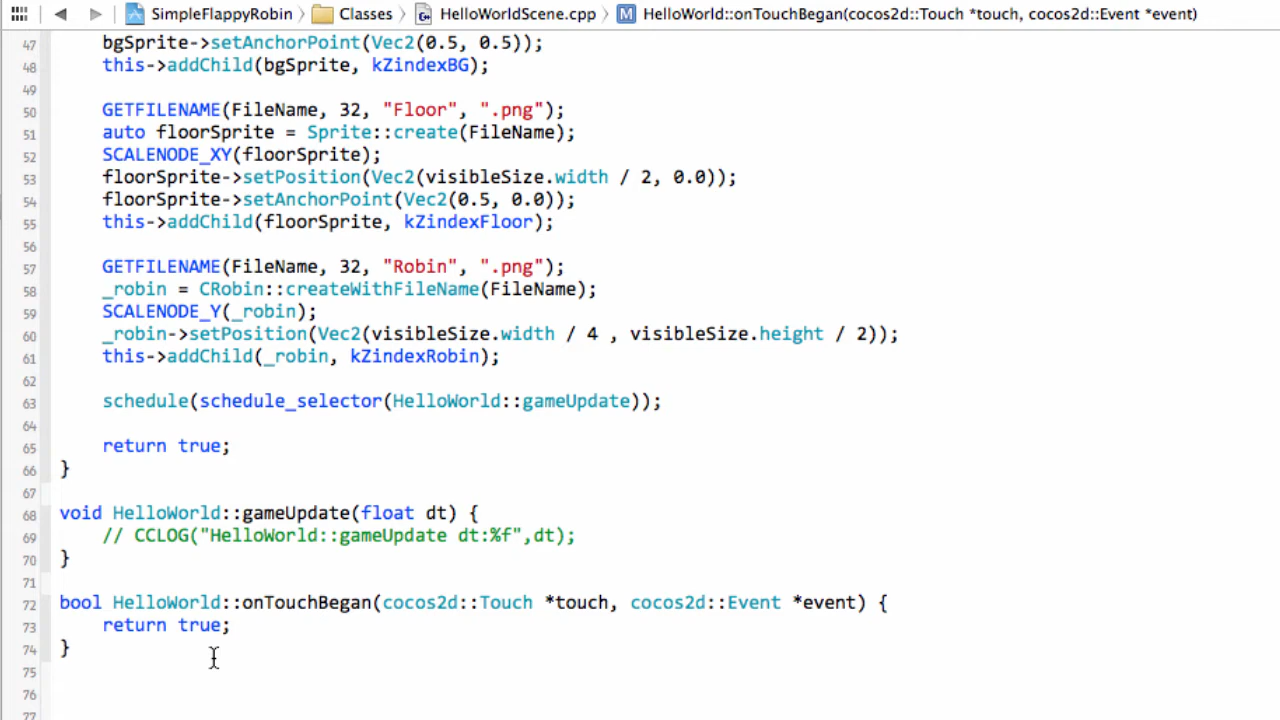 SimpleFlappyRobin Classes HelloWorldScene.cpp M HelloWorld::onTouchBegan(cocos2d::Touch *touch, cocos2d::Event *event)
47 bgSprite->setAnchorPoint(Vec2(0.5, 0.5));
48 this->addChild(bgSprite, kZindexBG);
49
50 GETFILENAME(FileName, 32, "Floor", ".png");
51 auto floorSprite = Sprite::create(FileName);
52 SCALENODE_XY(floorSprite);
53 floorSprite->setPosition(Vec2(visibleSize.width / 2, 0.0));
54 floorSprite->setAnchorPoint(Vec2(0.5, 0.0));
55 this->addChild(floorSprite, kZindexFloor);
56
57 GETFILENAME(FileName, 32, "Robin", ".png");
58 _robin = CRobin::createWithFileName(FileName);
59 SCALENODE_Y(_robin);
60 _robin->setPosition(Vec2(visibleSize.width / 4 , visibleSize.height / 2));
61 this->addChild(_robin, kZindexRobin);
62
63 schedule(schedule_selector(HelloWorld::gameUpdate));
64
65 return true;
66 }
67
68 void HelloWorld::gameUpdate(float dt) {
69 // CCLOG("HelloWorld::gameUpdate dt:%f",dt);
70 }
71
72 bool HelloWorld::onTouchBegan(cocos2d::Touch *touch, cocos2d::Event *event) {
73 return true;
74 }
75
76
77